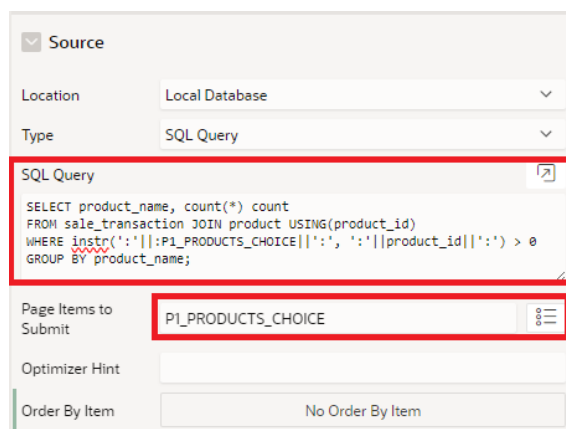 Source
Location Local Database
Type SQL Query
SQL Query
SELECT product_name, count(*) count
FROM sale_transaction JOIN product USING(product_id)
WHERE instr(':'||:P1_PRODUCTS_CHOICE||':', ':'||product_id||':') > 0
GROUP BY product_name;
Page Items to
Submit
P1_PRODUCTS_CHOICE
Optimizer Hint
Order By Item No Order By Item